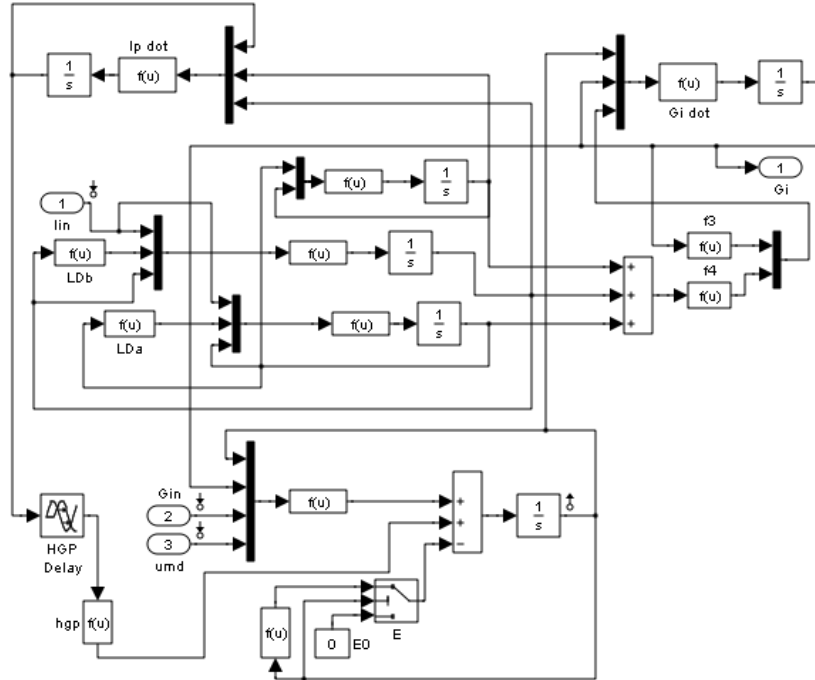 Ip dot
1
s
f(u)
f(u)
Gi dot
1
s
1
Gi
f(u)
1
s
1
Iin
f(u)
LDb
f(u)
1
s
f3
f(u)
f4
f(u)
+
+
+
f(u)
LDa
f(u)
1
s
Gin
2
3
umd
f(u)
+
+
−
1
s
HGP
Delay
hgp
f(u)
f(u)
0
E0
E